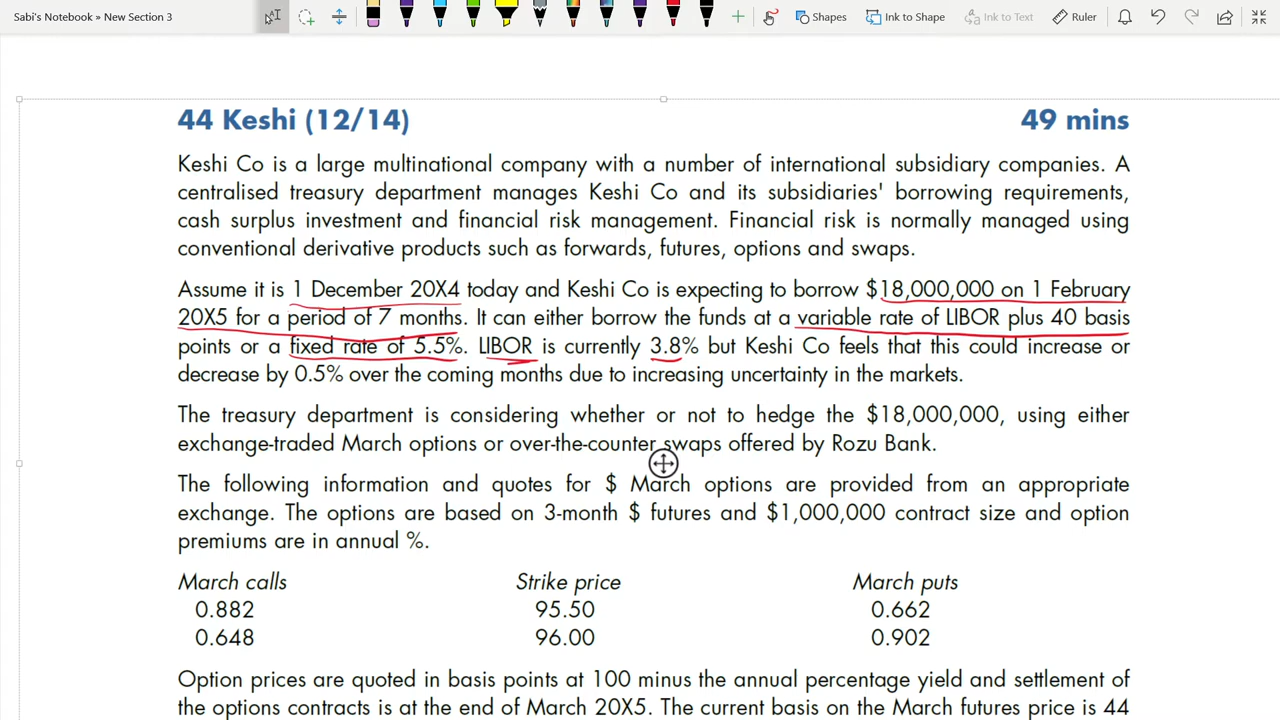 Sabi's Notebook » New Section 3
Shapes
Ink to Shape
Ink to Text
Ruler
44 Keshi (12/14) 49 mins
Keshi Co is a large multinational company with a number of international subsidiary companies. A
centralised treasury department manages Keshi Co and its subsidiaries' borrowing requirements,
cash surplus investment and financial risk management. Financial risk is normally managed using
conventional derivative products such as forwards, futures, options and swaps.
Assume it is 1 December 20X4 today and Keshi Co is expecting to borrow $18,000,000 on 1 February
20X5 for a period of 7 months. It can either borrow the funds at a variable rate of LIBOR plus 40 basis
points or a fixed rate of 5.5%. LIBOR is currently 3.8% but Keshi Co feels that this could increase or
decrease by 0.5% over the coming months due to increasing uncertainty in the markets.
The treasury department is considering whether or not to hedge the $18,000,000, using either
exchange-traded March options or over-the-counter swaps offered by Rozu Bank.
The following information and quotes for $ March options are provided from an appropriate
exchange. The options are based on 3-month $ futures and $1,000,000 contract size and option
premiums are in annual %.
March calls Strike price March puts
0.882 95.50 0.662
0.648 96.00 0.902
Option prices are quoted in basis points at 100 minus the annual percentage yield and settlement of
the options contracts is at the end of March 20X5. The current basis on the March futures price is 44